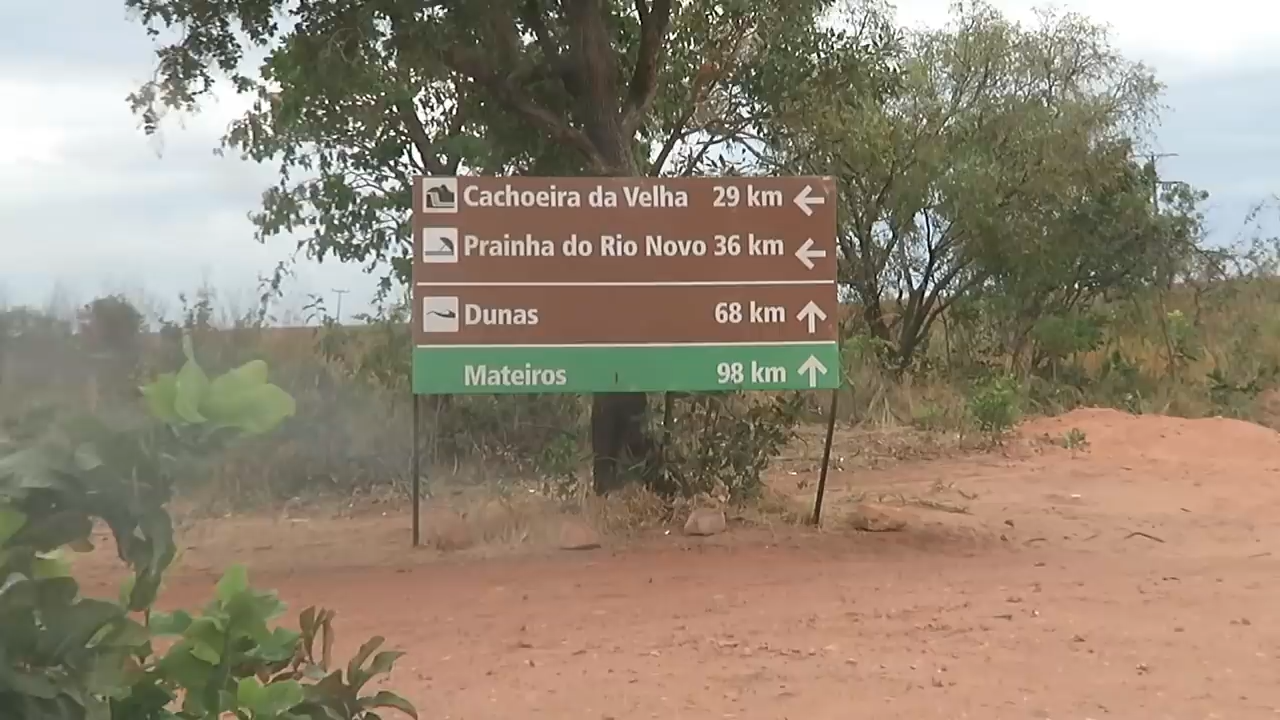 Cachoeira da Velha 29 km ←
Prainha do Rio Novo 36 km ←
Dunas 68 km ↑
Mateiros 98 km ↑